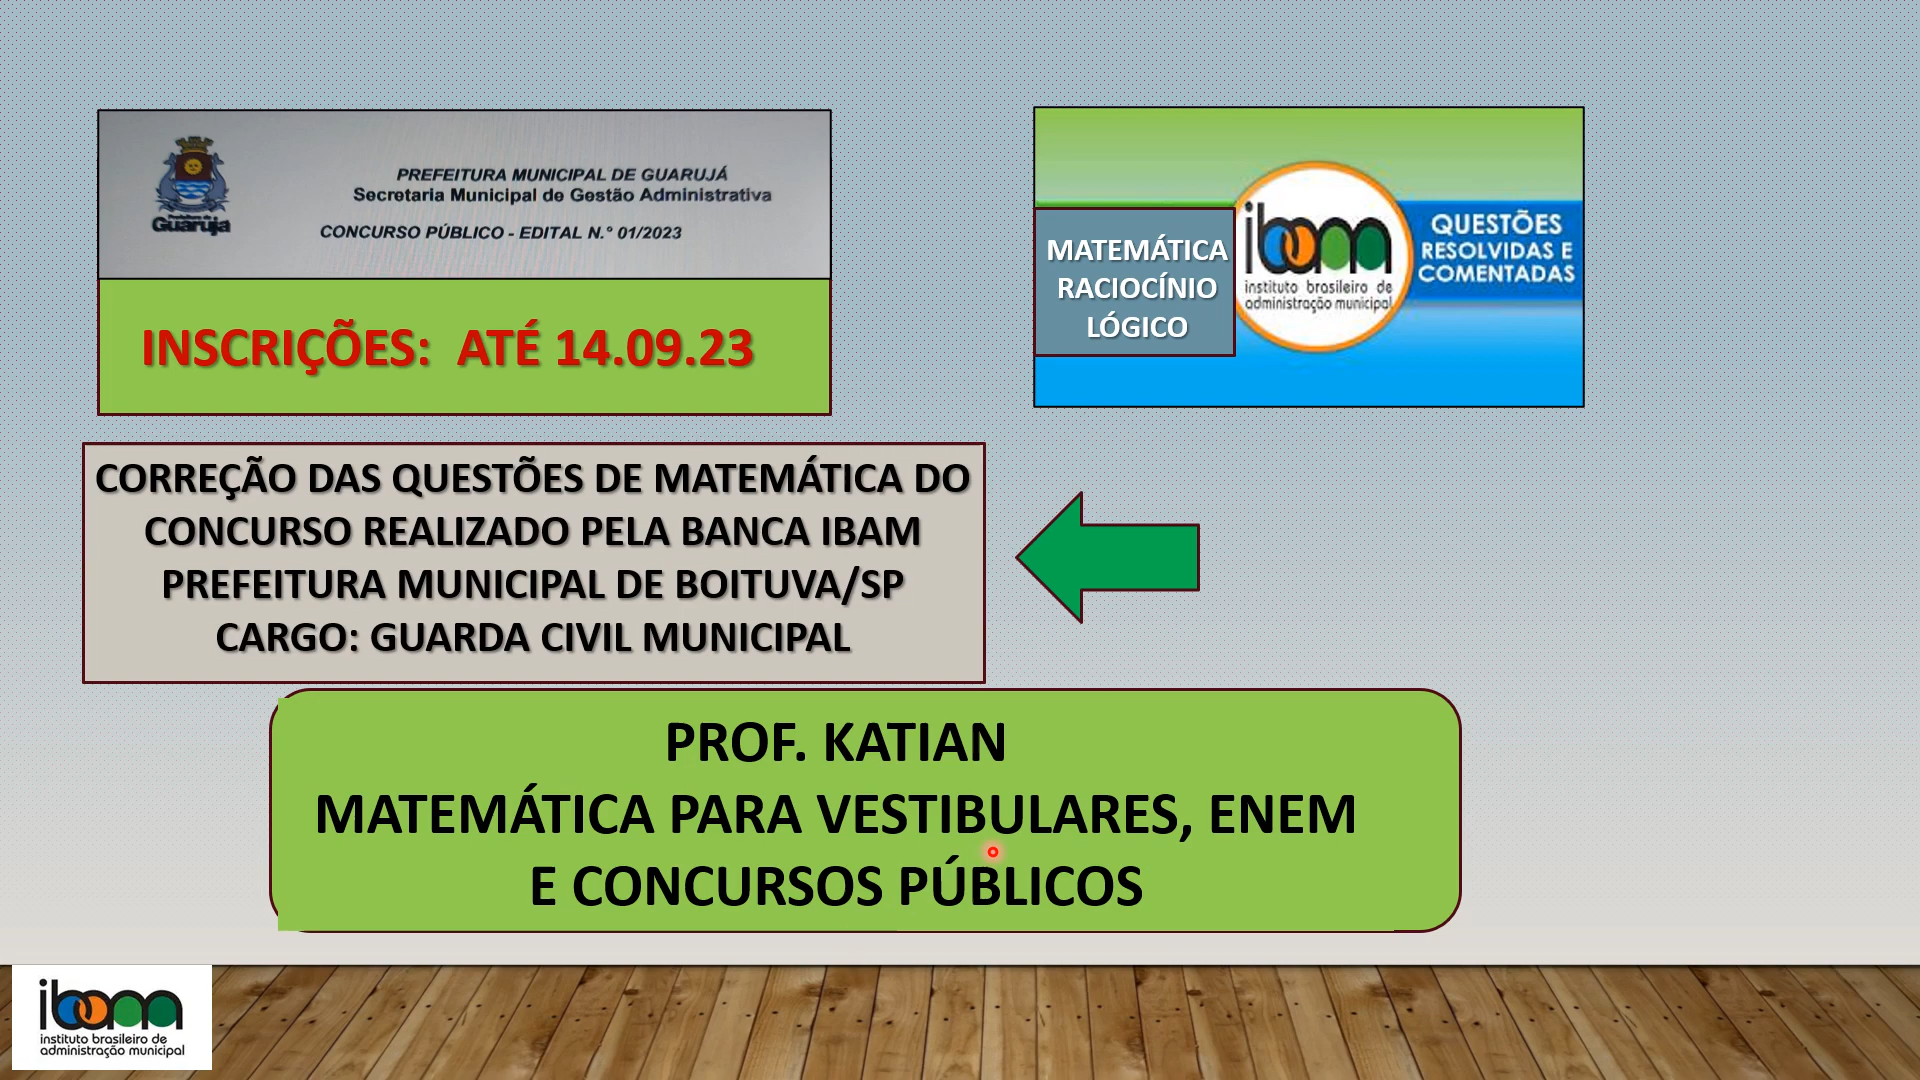 PREFEITURA MUNICIPAL DE GUARUJÁ
Secretaria Municipal de Gestão Administrativa
CONCURSO PÚBLICO - EDITAL N.º 01/2023
Prefeitura de
Guarujá
INSCRIÇÕES: ATÉ 14.09.23
MATEMÁTICA
RACIOCÍNIO
LÓGICO
ibam
instituto brasileiro de
administração municipal
QUESTÕES
RESOLVIDAS E
COMENTADAS
CORREÇÃO DAS QUESTÕES DE MATEMÁTICA DO
CONCURSO REALIZADO PELA BANCA IBAM
PREFEITURA MUNICIPAL DE BOITUVA/SP
CARGO: GUARDA CIVIL MUNICIPAL
PROF. KATIAN
MATEMÁTICA PARA VESTIBULARES, ENEM
E CONCURSOS PÚBLICOS
ibam
instituto brasileiro de
administração municipal